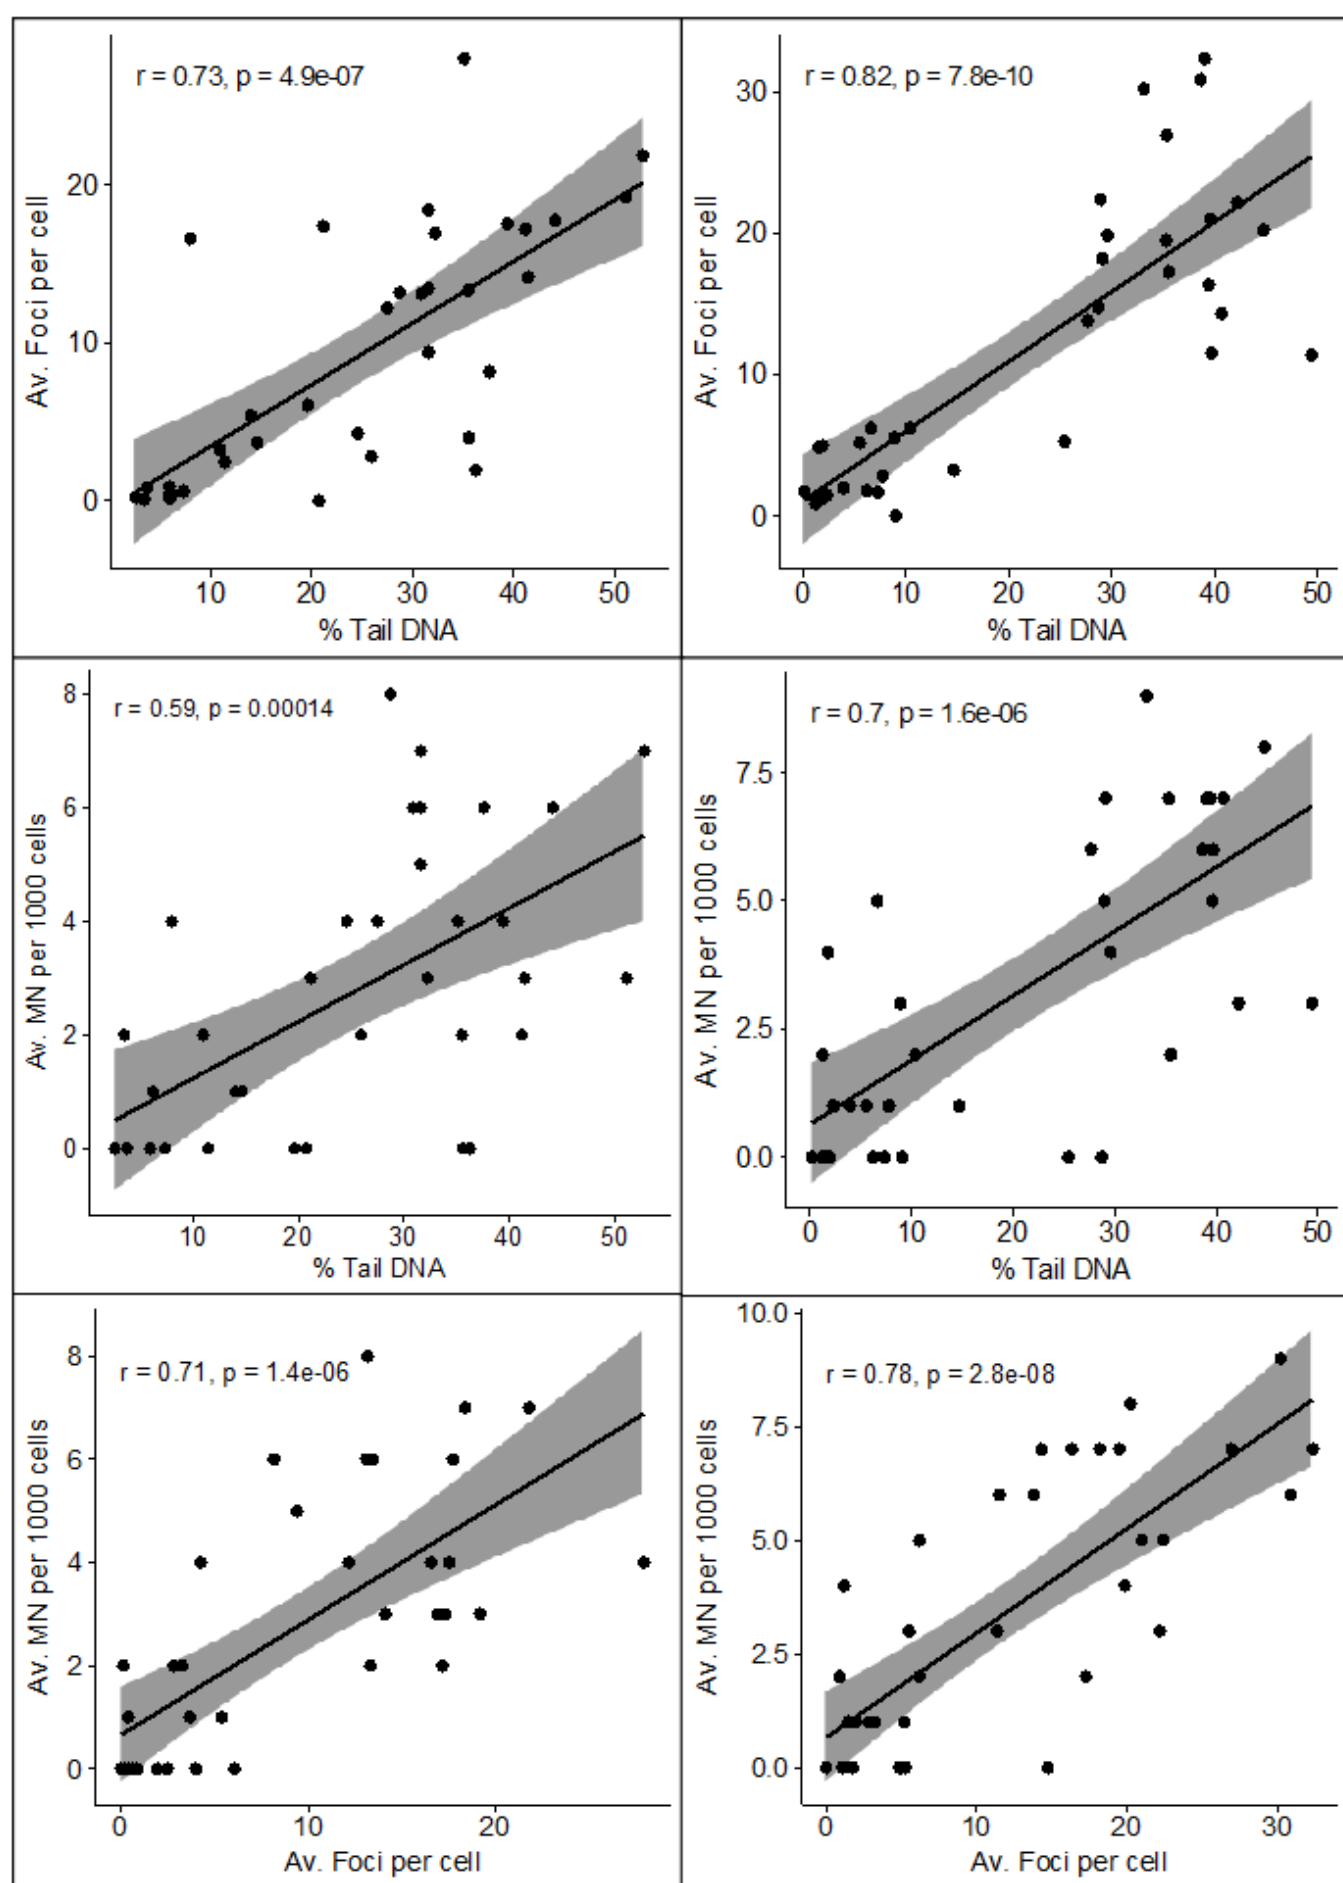 r = 0.73, p = 4.9e-07
Av. Foci per cell
20
10
0
10 20 30 40 50
% Tail DNA
r = 0.82, p = 7.8e-10
Av. Foci per cell
30
20
10
0
0 10 20 30 40 50
% Tail DNA
r = 0.59, p = 0.00014
Av. MN per 1000 cells
8
6
4
2
0
10 20 30 40 50
% Tail DNA
r = 0.7, p = 1.6e-06
Av. MN per 1000 cells
7.5
5.0
2.5
0.0
0 10 20 30 40 50
% Tail DNA
r = 0.71, p = 1.4e-06
Av. MN per 1000 cells
8
6
4
2
0
0 10 20
Av. Foci per cell
r = 0.78, p = 2.8e-08
Av. MN per 1000 cells
10.0
7.5
5.0
2.5
0.0
0 10 20 30
Av. Foci per cell